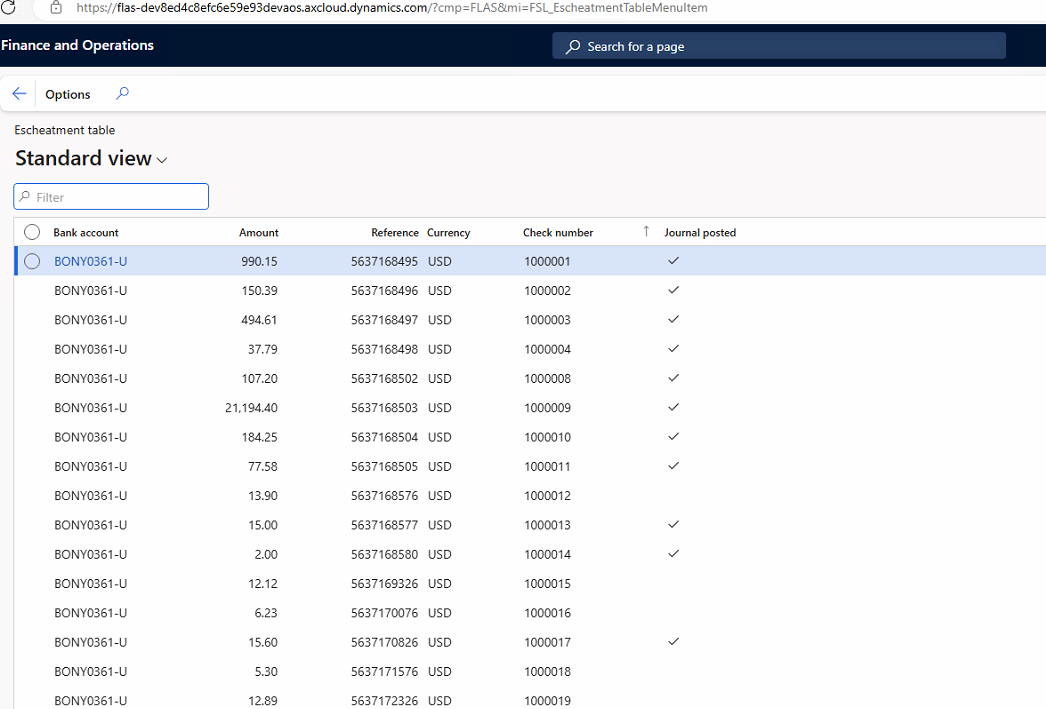 https://flas-dev8ed4c8efc6e59e93devaos.axcloud.dynamics.com/?cmp=FLAS&mi=FSL_EscheatmentTableMenuItem
Finance and Operations Search for a page
Options
Escheatment table
Standard view
Filter
Bank account Amount Reference Currency Check number ↑ Journal posted
BONY0361-U 990.15 5637168495 USD 1000001 ✓
BONY0361-U 150.39 5637168496 USD 1000002 ✓
BONY0361-U 494.61 5637168497 USD 1000003 ✓
BONY0361-U 37.79 5637168498 USD 1000004 ✓
BONY0361-U 107.20 5637168502 USD 1000008 ✓
BONY0361-U 21,194.40 5637168503 USD 1000009 ✓
BONY0361-U 184.25 5637168504 USD 1000010 ✓
BONY0361-U 77.58 5637168505 USD 1000011 ✓
BONY0361-U 13.90 5637168576 USD 1000012
BONY0361-U 15.00 5637168577 USD 1000013 ✓
BONY0361-U 2.00 5637168580 USD 1000014 ✓
BONY0361-U 12.12 5637169326 USD 1000015
BONY0361-U 6.23 5637170076 USD 1000016
BONY0361-U 15.60 5637170826 USD 1000017 ✓
BONY0361-U 5.30 5637171576 USD 1000018
BONY0361-U 12.89 5637172326 USD 1000019